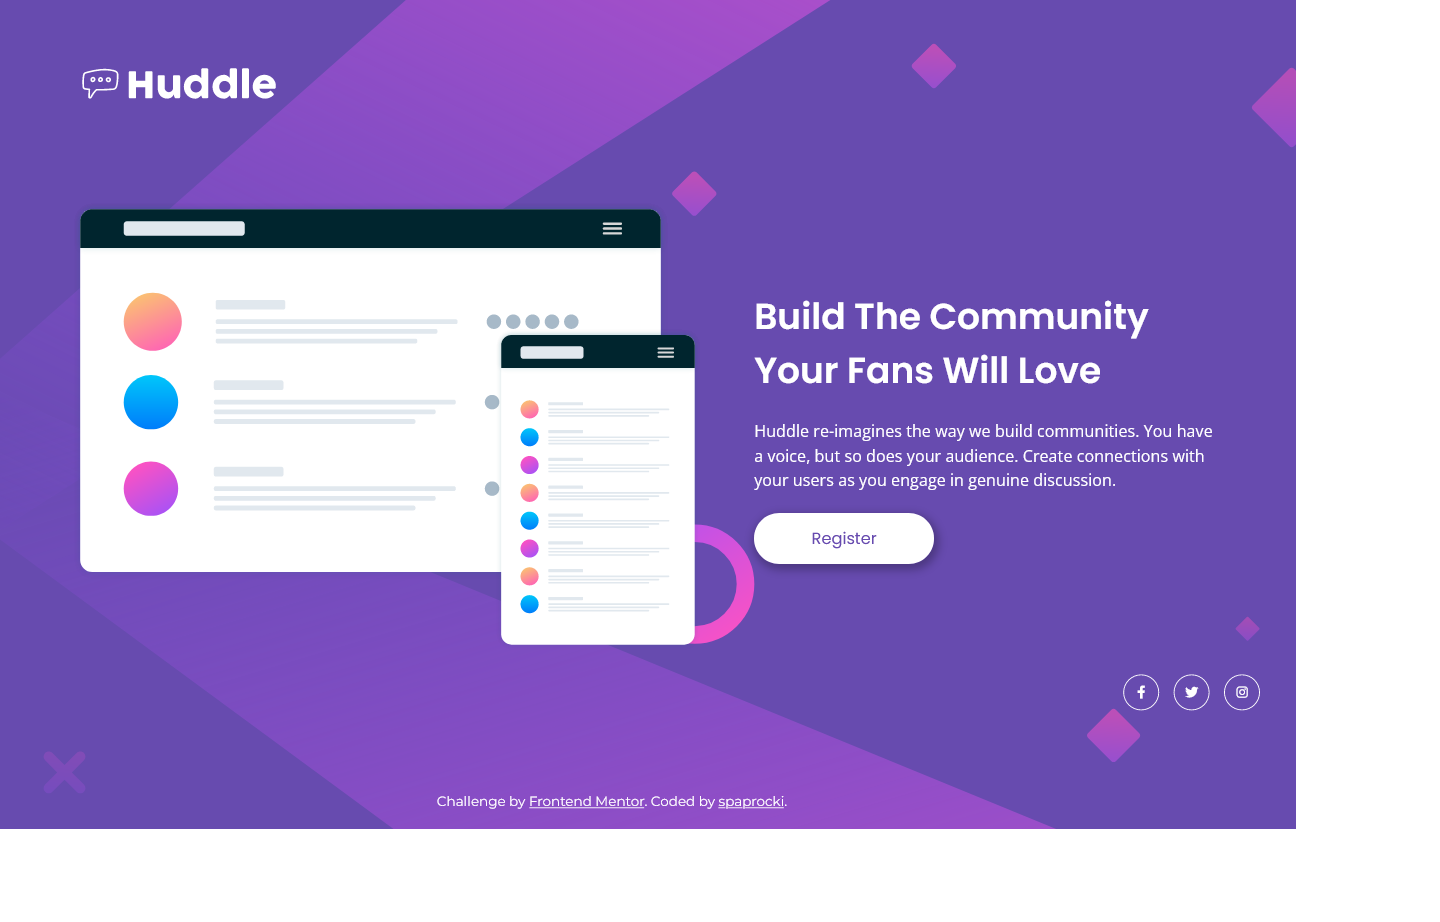 Huddle
Build The Community
Your Fans Will Love
Huddle re-imagines the way we build communities. You have
a voice, but so does your audience. Create connections with
your users as you engage in genuine discussion.
Register
Challenge by Frontend Mentor. Coded by spaprocki.